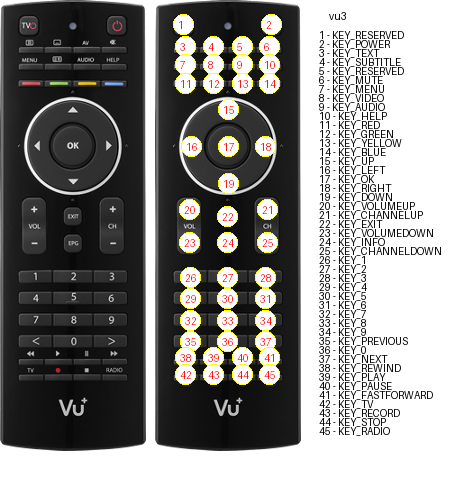 vu3
TV
AV
MENU
AUDIO
HELP
OK
+
+
VOL
EXIT
CH
−
EPG
−
1 2 3
4 5 6
7 8 9
< 0 >
TV
RADIO
Vu+
1
2
3 4 5 6
7 8 9 10
11 12 13 14
15
16 17 18
19
20 21
22
VOL
CH
23 24 25
26 27 28
29 30 31
32 33 34
35 36 37
38 39 40 41
42 43 44 45
Vu+
1 - KEY_RESERVED
2 - KEY_POWER
3 - KEY_TEXT
4 - KEY_SUBTITLE
5 - KEY_RESERVED
6 - KEY_MUTE
7 - KEY_MENU
8 - KEY_VIDEO
9 - KEY_AUDIO
10 - KEY_HELP
11 - KEY_RED
12 - KEY_GREEN
13 - KEY_YELLOW
14 - KEY_BLUE
15 - KEY_UP
16 - KEY_LEFT
17 - KEY_OK
18 - KEY_RIGHT
19 - KEY_DOWN
20 - KEY_VOLUMEUP
21 - KEY_CHANNELUP
22 - KEY_EXIT
23 - KEY_VOLUMEDOWN
24 - KEY_INFO
25 - KEY_CHANNELDOWN
26 - KEY_1
27 - KEY_2
28 - KEY_3
29 - KEY_4
30 - KEY_5
31 - KEY_6
32 - KEY_7
33 - KEY_8
34 - KEY_9
35 - KEY_PREVIOUS
36 - KEY_0
37 - KEY_NEXT
38 - KEY_REWIND
39 - KEY_PLAY
40 - KEY_PAUSE
41 - KEY_FASTFORWARD
42 - KEY_TV
43 - KEY_RECORD
44 - KEY_STOP
45 - KEY_RADIO